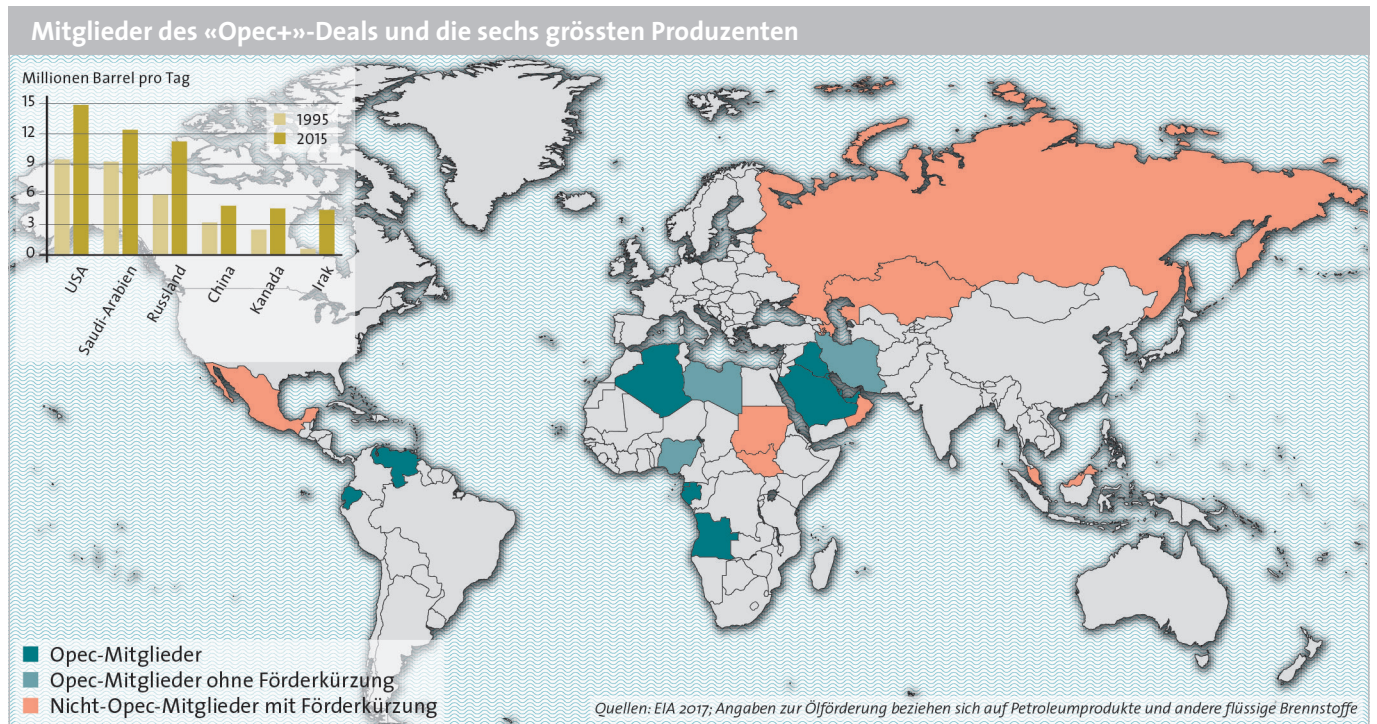 Mitglieder des «Opec+»-Deals und die sechs grössten Produzenten
Millionen Barrel pro Tag
15
12
9
6
3
0
1995
2015
USA
Saudi-Arabien
Russland
China
Kanada
Irak
Opec-Mitglieder
Opec-Mitglieder ohne Förderkürzung
Nicht-Opec-Mitglieder mit Förderkürzung
Quellen: EIA 2017; Angaben zur Ölförderung beziehen sich auf Petroleumprodukte und andere flüssige Brennstoffe